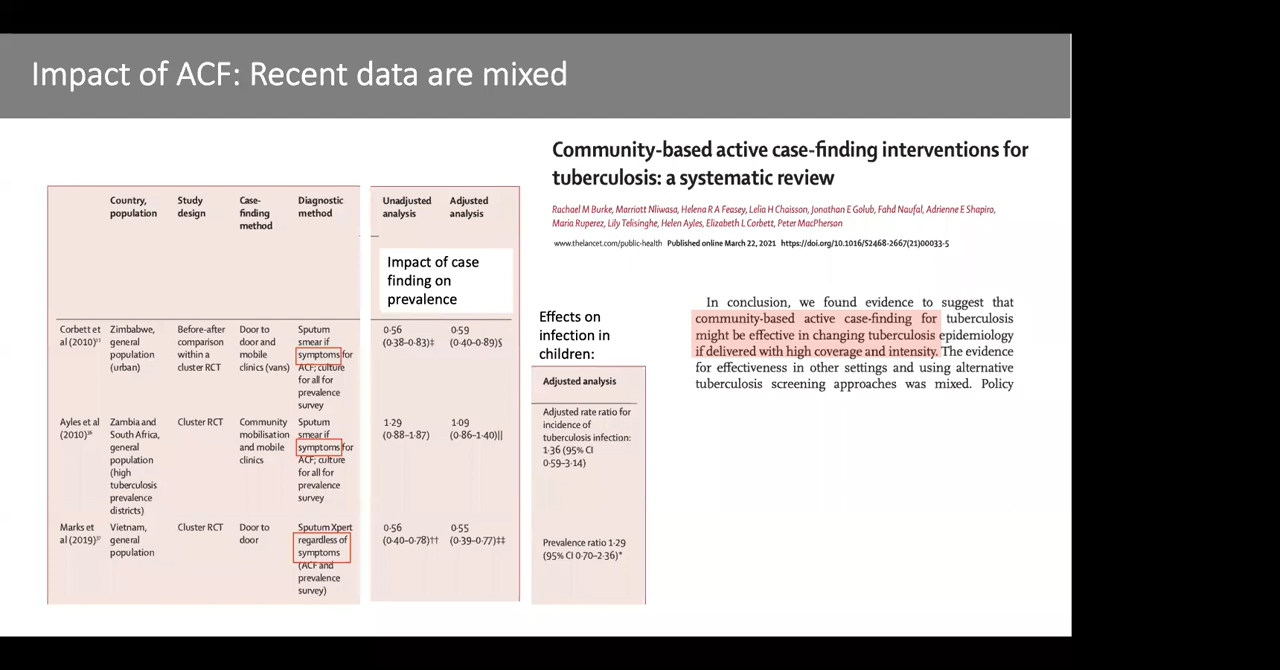 Impact of ACF: Recent data are mixed
Community-based active case-finding interventions for
tuberculosis: a systematic review
Rachael M Burke, Marriott Nliwasa, Helena R A Feasey, Lelia H Chaisson, Jonathan E Golub, Fahd Naufal, Adrienne E Shapiro,
Maria Ruperez, Lily Telisinghe, Helen Ayles, Elizabeth L Corbett, Peter MacPherson
www.thelancet.com/public-health Published online March 22, 2021 https://doi.org/10.1016/S2468-2667(21)00033-5
Country,
population
Study
design
Case-
finding
method
Diagnostic
method
Unadjusted
analysis
Adjusted
analysis
Impact of case
finding on
prevalence
Corbett et
al (2010)¹¹
Zimbabwe,
general
population
(urban)
Before-after
comparison
within a
cluster RCT
Door to
door and
mobile
clinics (vans)
Sputum
smear if
symptoms for
ACF; culture
for all for
prevalence
survey
0·56
(0·38–0·83)‡
0·59
(0·40–0·89)§
Ayles et al
(2010)¹⁶
Zambia and
South Africa,
general
population
(high
tuberculosis
prevalence
districts)
Cluster RCT
Community
mobilisation
and mobile
clinics
Sputum
smear if
symptoms for
ACF; culture
for all for
prevalence
survey
1·29
(0·88–1·87)
1·09
(0·86–1·40)||
Marks et
al (2019)¹⁷
Vietnam,
general
population
Cluster RCT
Door to
door
Sputum Xpert
regardless of
symptoms
(ACF and
prevalence
survey)
0·56
(0·40–0·78)††
0·55
(0·39–0·77)‡‡
Effects on
infection in
children:
Adjusted analysis
Adjusted rate ratio for
incidence of
tuberculosis infection:
1·36 (95% CI
0·59–3·14)
Prevalence ratio 1·29
(95% CI 0·70–2·36)*
In conclusion, we found evidence to suggest that
community-based active case-finding for tuberculosis
might be effective in changing tuberculosis epidemiology
if delivered with high coverage and intensity. The evidence
for effectiveness in other settings and using alternative
tuberculosis screening approaches was mixed. Policy